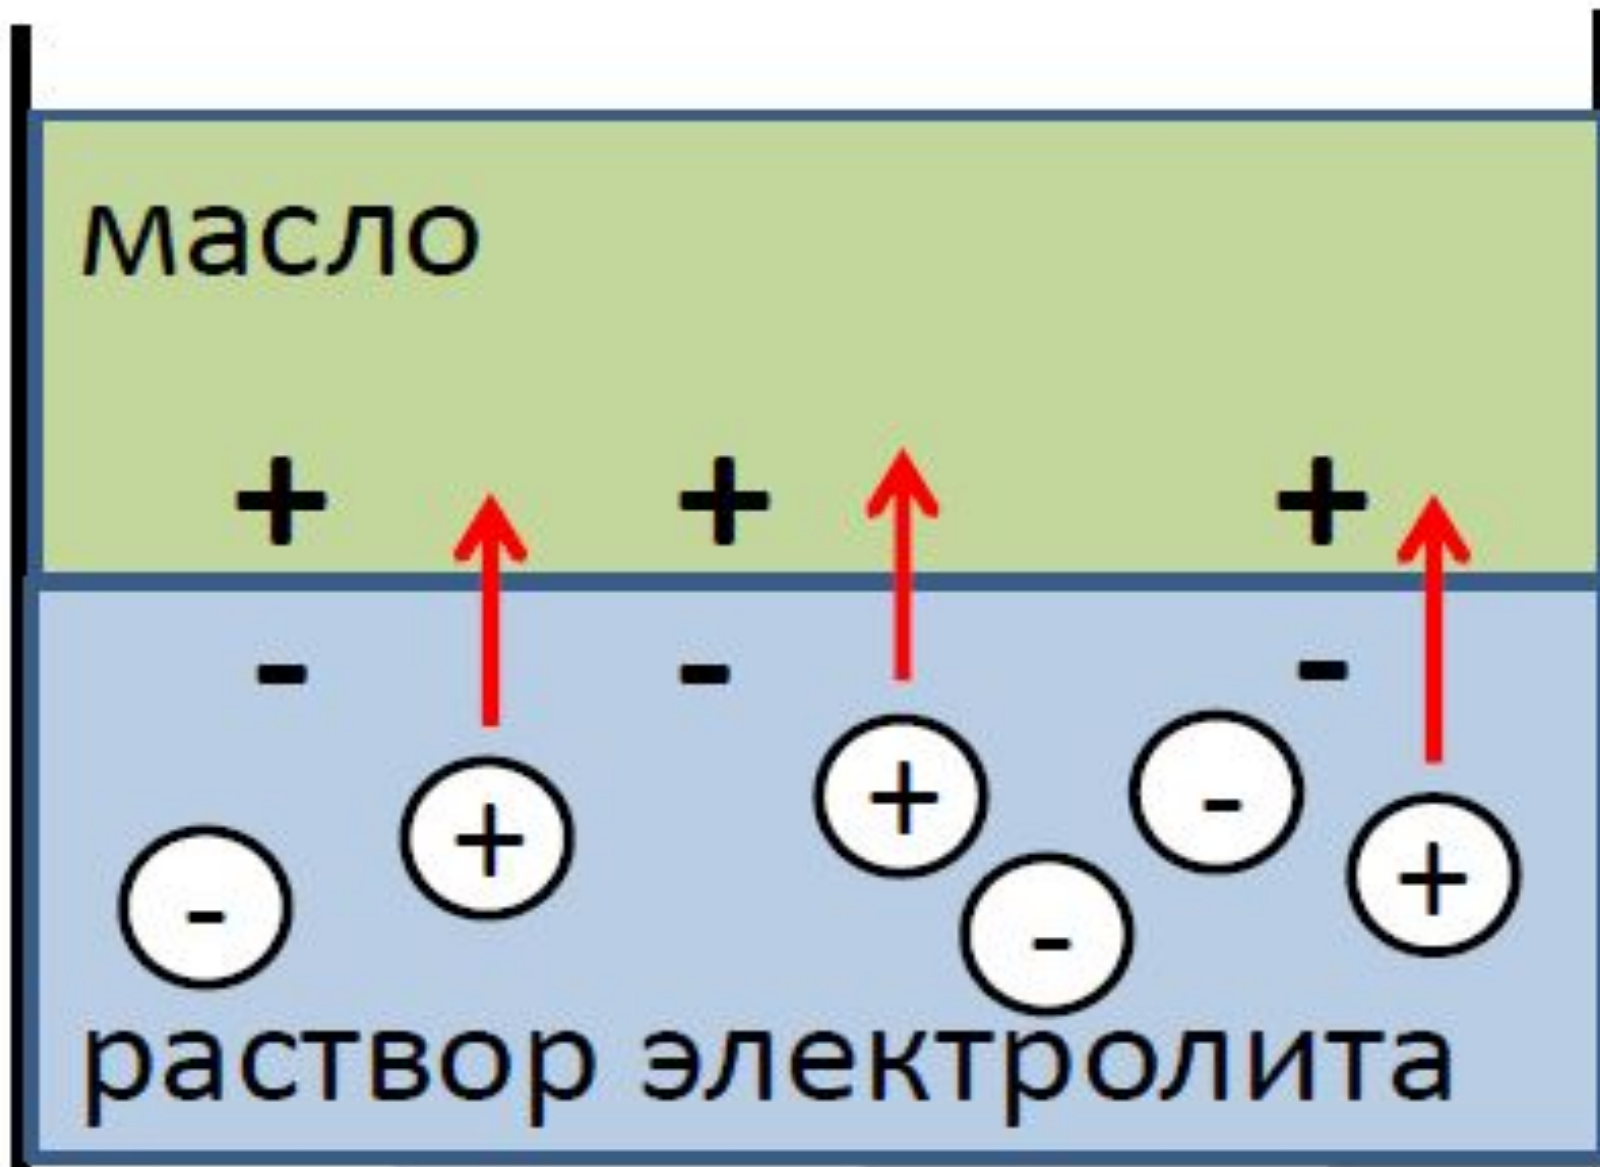 масло
+ + +
- - -
+ - + -
- +
раствор электролита